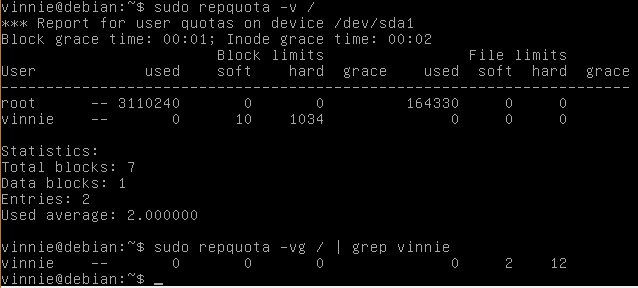 vinnie@debian:~$ sudo repquota -v /
*** Report for user quotas on device /dev/sda1
Block grace time: 00:01; Inode grace time: 00:02
                        Block limits                File limits
User            used    soft    hard  grace    used  soft  hard  grace
----------------------------------------------------------------------
root      -- 3110240       0       0         164330     0     0
vinnie    --       0      10    1034              0     0     0

Statistics:
Total blocks: 7
Data blocks: 1
Entries: 2
Used average: 2.000000

vinnie@debian:~$ sudo repquota -vg / | grep vinnie
vinnie    --       0       0       0              0     2    12
vinnie@debian:~$ _